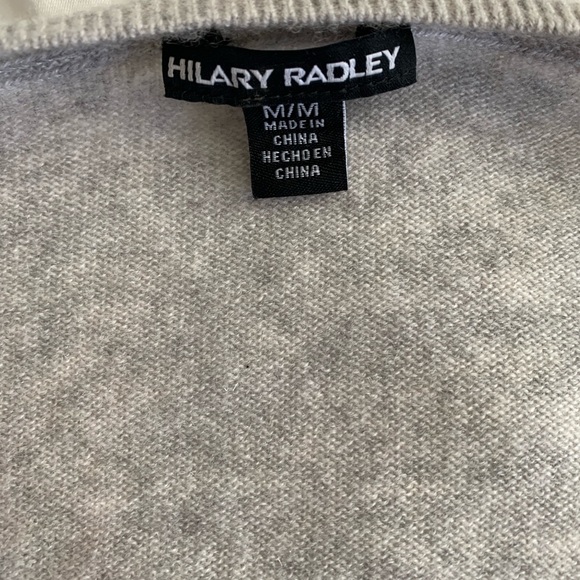 HILARY RADLEY
M/M
MADE IN
CHINA
HECHO EN
CHINA